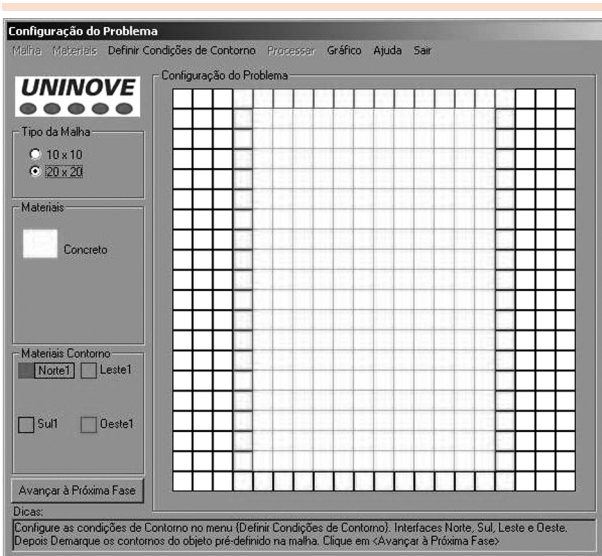 Configuração do Problema
Malha Materiais Definir Condições de Contorno Processar Gráfico Ajuda Sair
UNINOVE
Configuração do Problema
Tipo da Malha
10 x 10
20 x 20
Materiais
Concreto
Materiais Contorno
Norte1 Leste1
Sul1 Oeste1
Avançar à Próxima Fase
Dicas:
Configure as condições de Contorno no menu (Definir Condições de Contorno). Interfaces Norte, Sul, Leste e Oeste.
Depois Demarque os contornos do objeto pré-definido na malha. Clique em <Avançar à Próxima Fase>